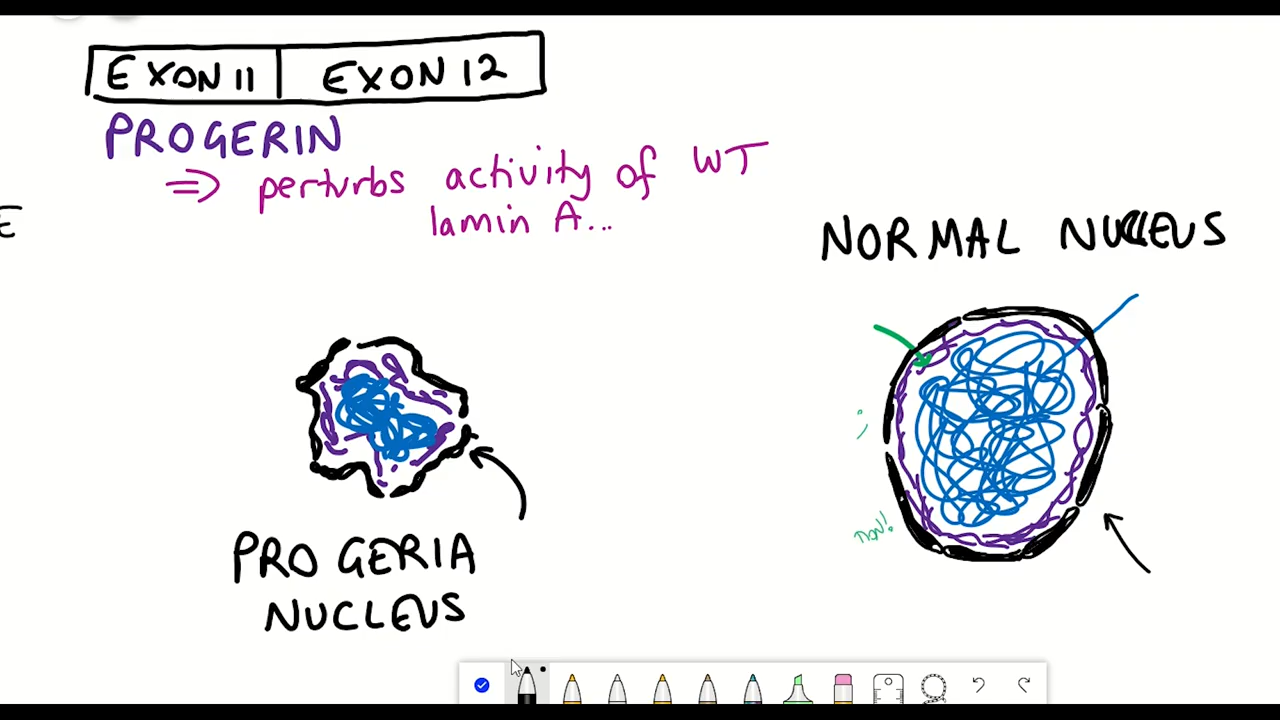 EXON 11 EXON 12
PROGERIN
⇒ perturbs activity of WT
lamin A...
NORMAL NUCLEUS
PROGERIA
NUCLEUS